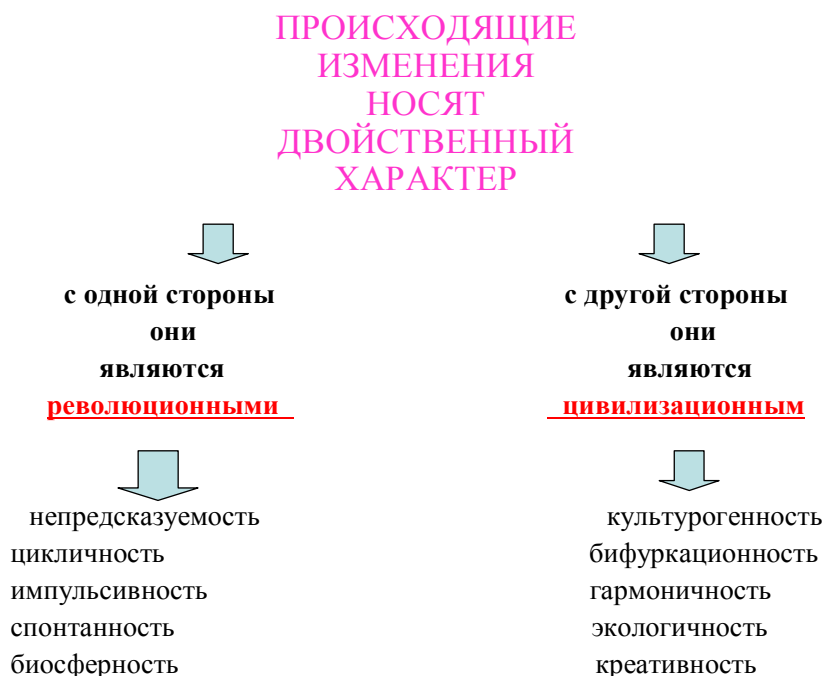 ПРОИСХОДЯЩИЕ
ИЗМЕНЕНИЯ
НОСЯТ
ДВОЙСТВЕННЫЙ
ХАРАКТЕР
с одной стороны
они
являются
революционными
непредсказуемость
цикличность
импульсивность
спонтанность
биосферность
с другой стороны
они
являются
цивилизационным
культурогенность
бифуркационность
гармоничность
экологичность
креативность